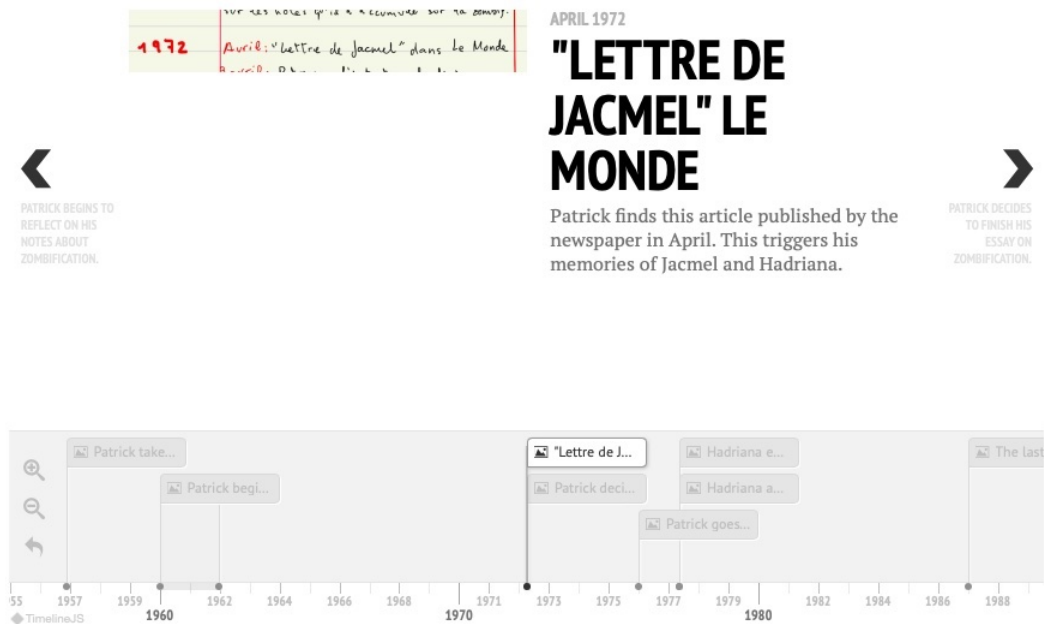 1972
Avril: "Lettre de Jacmel" dans Le Monde
APRIL 1972
"LETTRE DE
JACMEL" LE
MONDE
Patrick finds this article published by the
newspaper in April. This triggers his
memories of Jacmel and Hadriana.
PATRICK BEGINS TO
REFLECT ON HIS
NOTES ABOUT
ZOMBIFICATION.
PATRICK DECIDES
TO FINISH HIS
ESSAY ON
ZOMBIFICATION.
Patrick take...
"Lettre de J...
Hadriana e...
The last
Patrick begi...
Patrick deci...
Hadriana a...
Patrick goes...
55 1957 1959 1962 1964 1966 1968 1971 1973 1975 1977 1979 1982 1984 1986 1988
1960 1970 1980
TimelineJS